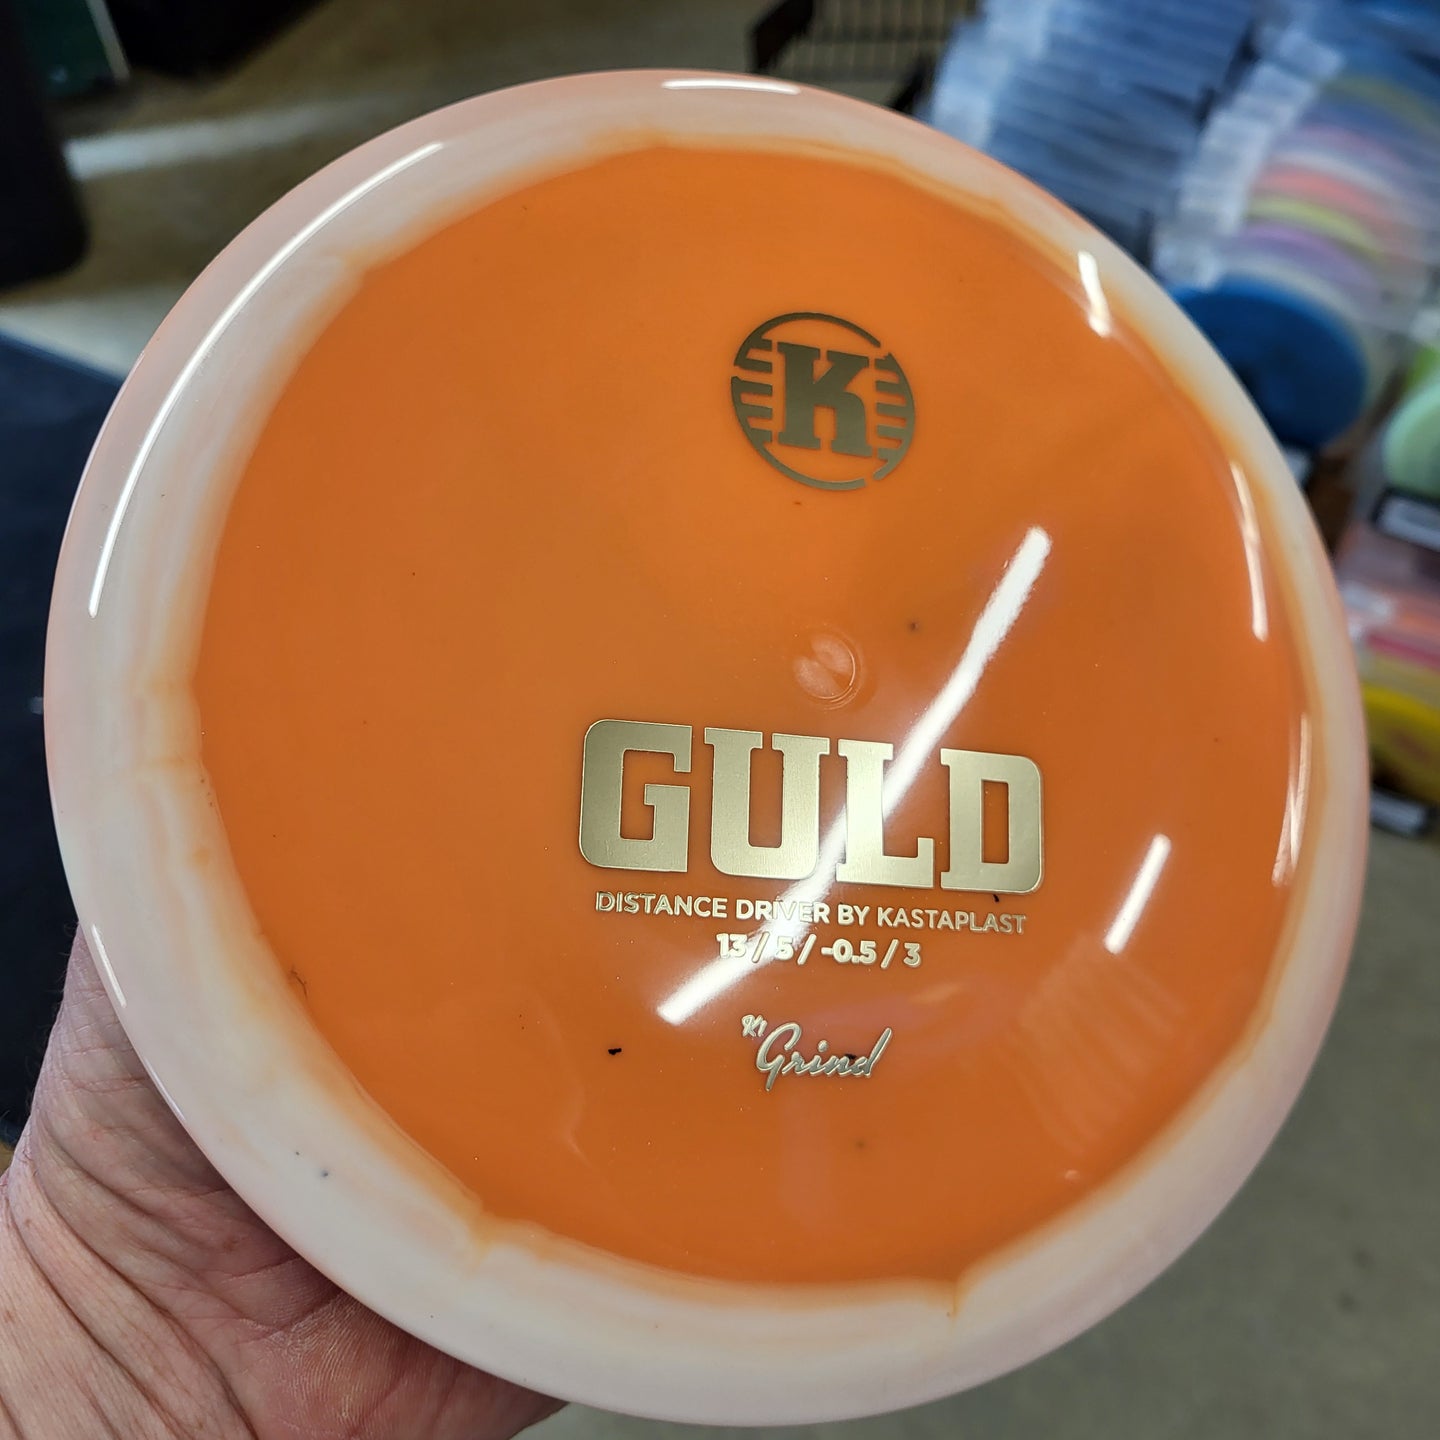 K
GULD
DISTANCE DRIVER BY KASTAPLAST
13 / 5 / -0.5 / 3
K1
Grind